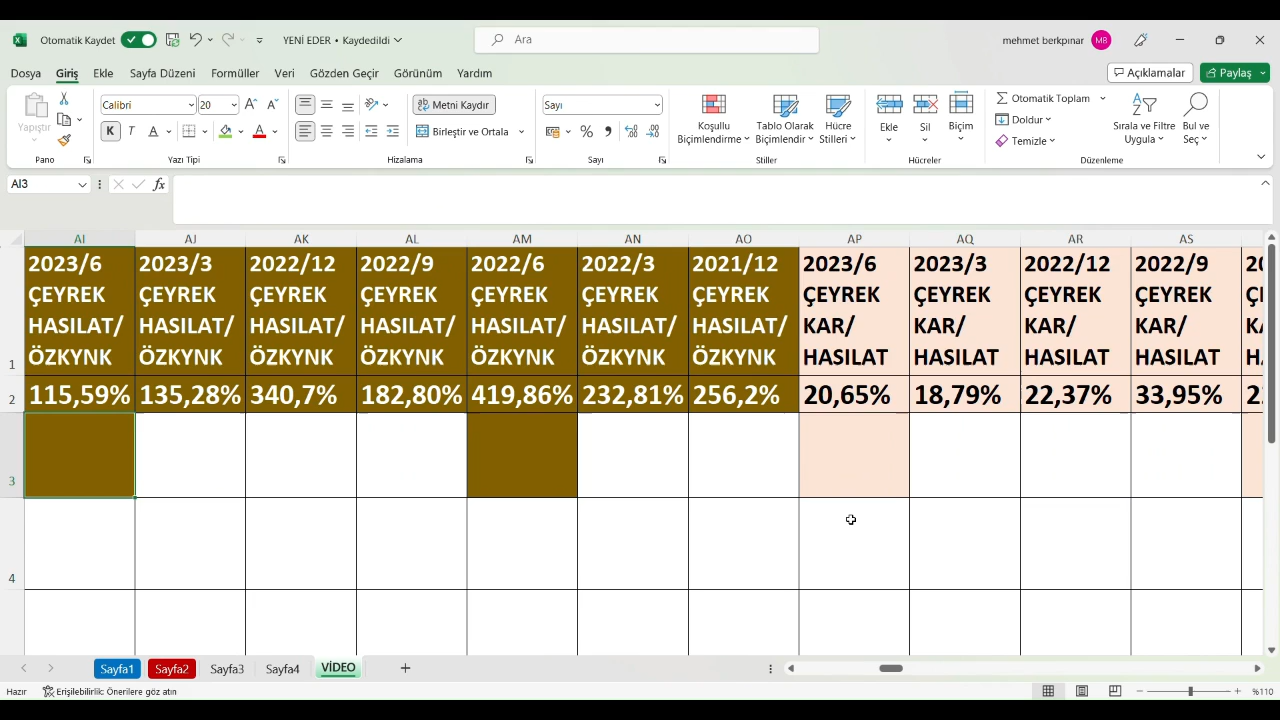 Otomatik Kaydet YENİ EDER • Kaydedildi Ara mehmet berkpınar MB
Dosya Giriş Ekle Sayfa Düzeni Formüller Veri Gözden Geçir Görünüm Yardım Açıklamalar Paylaş
Yapıştır
Pano
Calibri 20
K T A A
Yazı Tipi
Metni Kaydır
Birleştir ve Ortala
Hizalama
Sayı
Sayı
Koşullu Biçimlendirme
Tablo Olarak Biçimlendir
Hücre Stilleri
Stiller
Ekle Sil Biçim
Hücreler
Otomatik Toplam
Doldur
Temizle
Sırala ve Filtre Uygula
Bul ve Seç
Düzenleme
AI3 fx
AI AJ AK AL AM AN AO AP AQ AR AS
1
2023/6 ÇEYREK HASILAT/ ÖZKYNK
2023/3 ÇEYREK HASILAT/ ÖZKYNK
2022/12 ÇEYREK HASILAT/ ÖZKYNK
2022/9 ÇEYREK HASILAT/ ÖZKYNK
2022/6 ÇEYREK HASILAT/ ÖZKYNK
2022/3 ÇEYREK HASILAT/ ÖZKYNK
2021/12 ÇEYREK HASILAT/ ÖZKYNK
2023/6 ÇEYREK KAR/ HASILAT
2023/3 ÇEYREK KAR/ HASILAT
2022/12 ÇEYREK KAR/ HASILAT
2022/9 ÇEYREK KAR/ HASILAT
2 115,59% 135,28% 340,7% 182,80% 419,86% 232,81% 256,2% 20,65% 18,79% 22,37% 33,95%
3
4
Sayfa1 Sayfa2 Sayfa3 Sayfa4 VİDEO
Hazır Erişilebilirlik: Önerilere göz atın %110